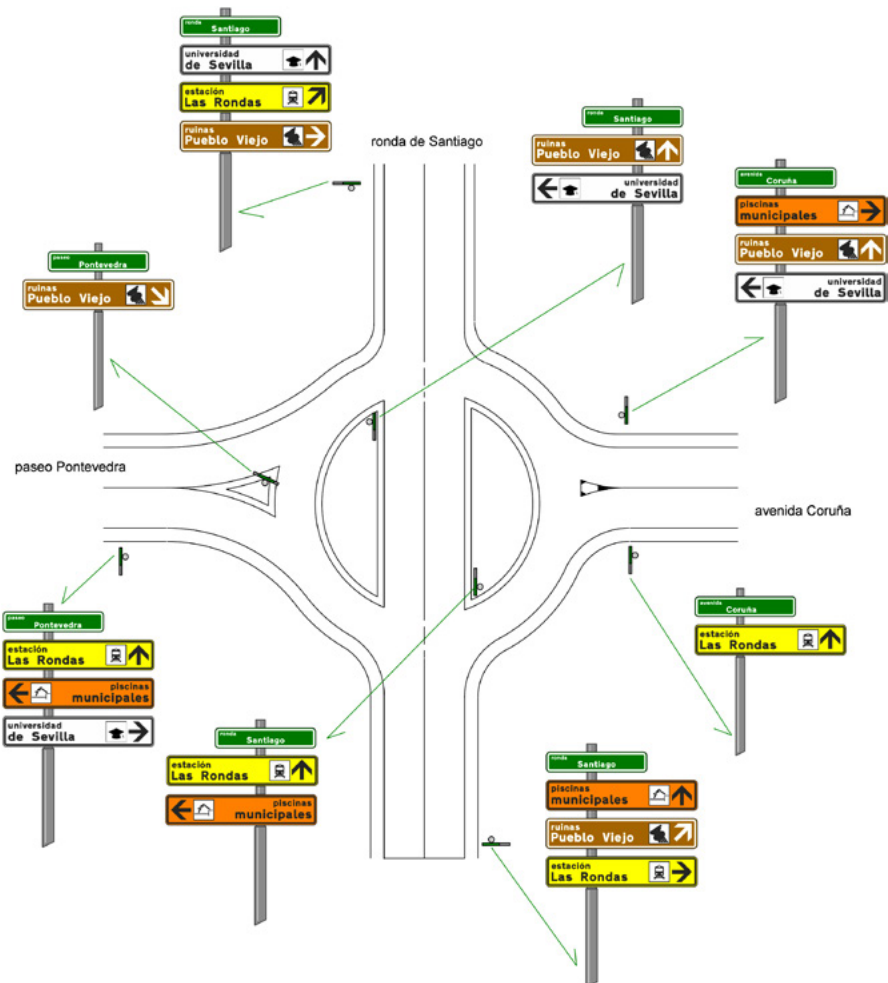 ronda
Santiago
universidad
de Sevilla
estación
Las Rondas
ruinas
Pueblo Viejo
ronda de Santiago
ronda
Santiago
ruinas
Pueblo Viejo
universidad
de Sevilla
avenida
Coruña
piscinas
municipales
ruinas
Pueblo Viejo
universidad
de Sevilla
paseo
Pontevedra
ruinas
Pueblo Viejo
paseo Pontevedra
avenida Coruña
paseo
Pontevedra
estación
Las Rondas
piscinas
municipales
universidad
de Sevilla
avenida
Coruña
estación
Las Rondas
ronda
Santiago
estación
Las Rondas
piscinas
municipales
ronda
Santiago
piscinas
municipales
ruinas
Pueblo Viejo
estación
Las Rondas